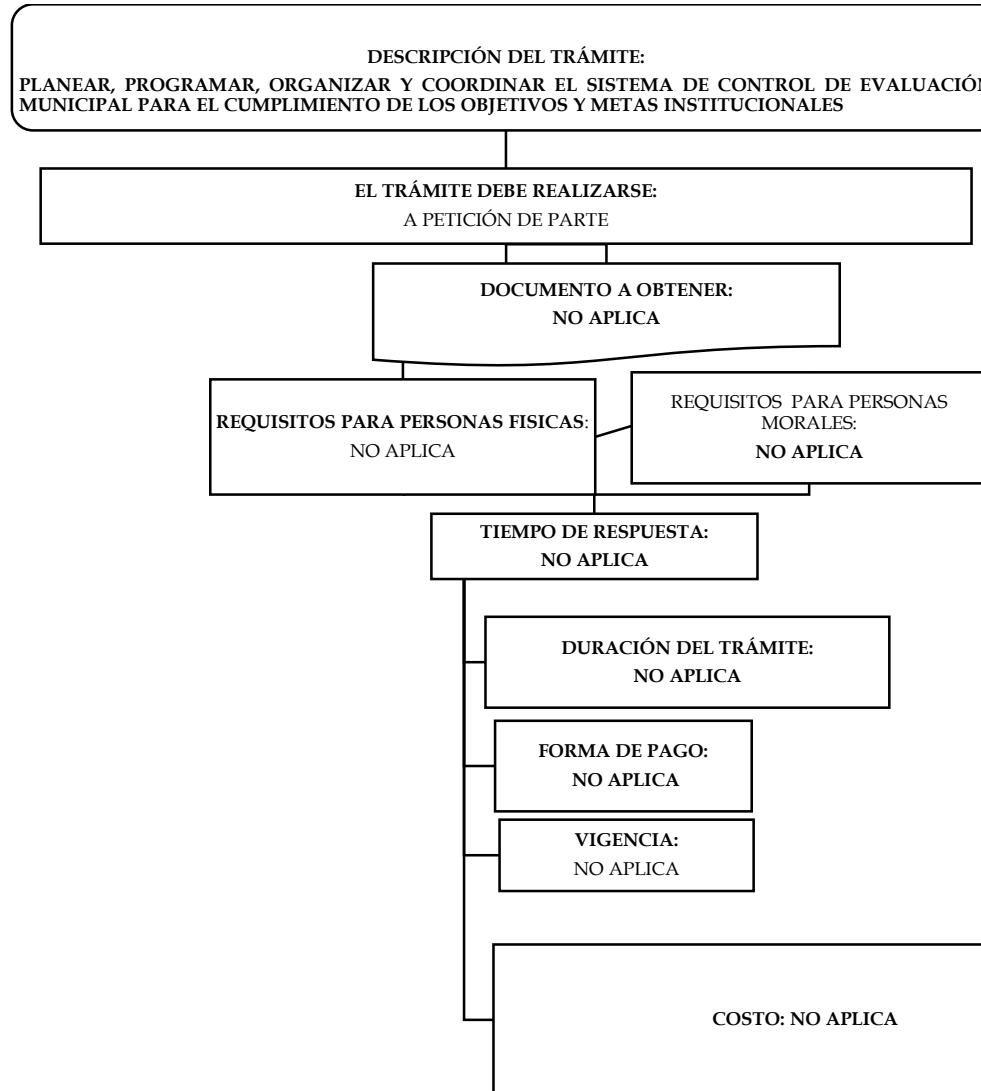 DESCRIPCIÓN DEL TRÁMITE:
PLANEAR, PROGRAMAR, ORGANIZAR Y COORDINAR EL SISTEMA DE CONTROL DE EVALUACIÓN
MUNICIPAL PARA EL CUMPLIMIENTO DE LOS OBJETIVOS Y METAS INSTITUCIONALES
EL TRÁMITE DEBE REALIZARSE:
A PETICIÓN DE PARTE
DOCUMENTO A OBTENER:
NO APLICA
REQUISITOS PARA PERSONAS FISICAS:
NO APLICA
REQUISITOS PARA PERSONAS
MORALES:
NO APLICA
TIEMPO DE RESPUESTA:
NO APLICA
DURACIÓN DEL TRÁMITE:
NO APLICA
FORMA DE PAGO:
NO APLICA
VIGENCIA:
NO APLICA
COSTO: NO APLICA